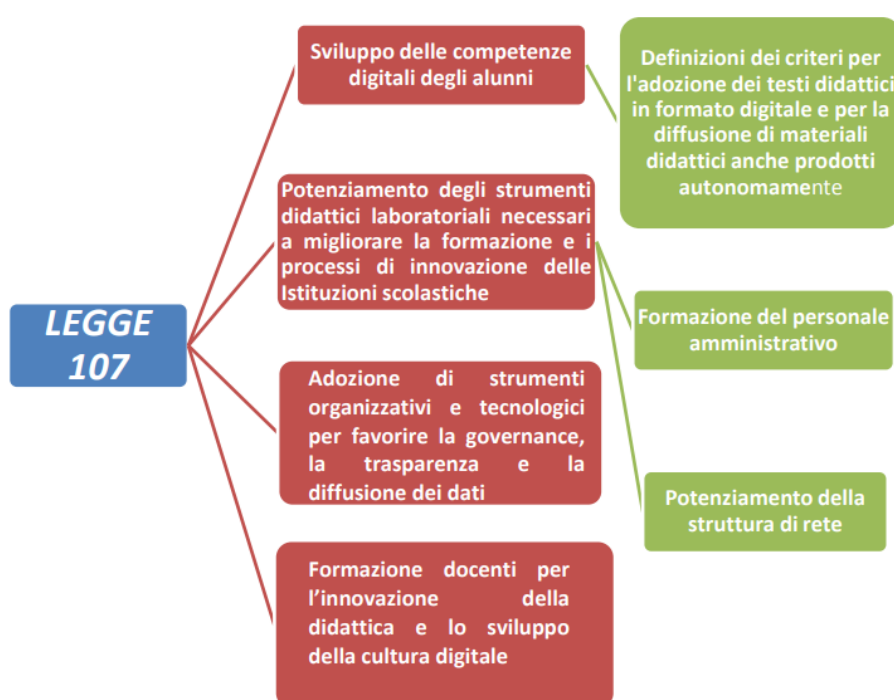 LEGGE
107
Sviluppo delle competenze
digitali degli alunni
Potenziamento degli strumenti
didattici laboratoriali necessari
a migliorare la formazione e i
processi di innovazione delle
Istituzioni scolastiche
Adozione di strumenti
organizzativi e tecnologici
per favorire la governance,
la trasparenza e la
diffusione dei dati
Formazione docenti per
l’innovazione della
didattica e lo sviluppo
della cultura digitale
Definizioni dei criteri per
l'adozione dei testi didattici
in formato digitale e per la
diffusione di materiali
didattici anche prodotti
autonomamente
Formazione del personale
amministrativo
Potenziamento della
struttura di rete